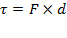 τ = F × d